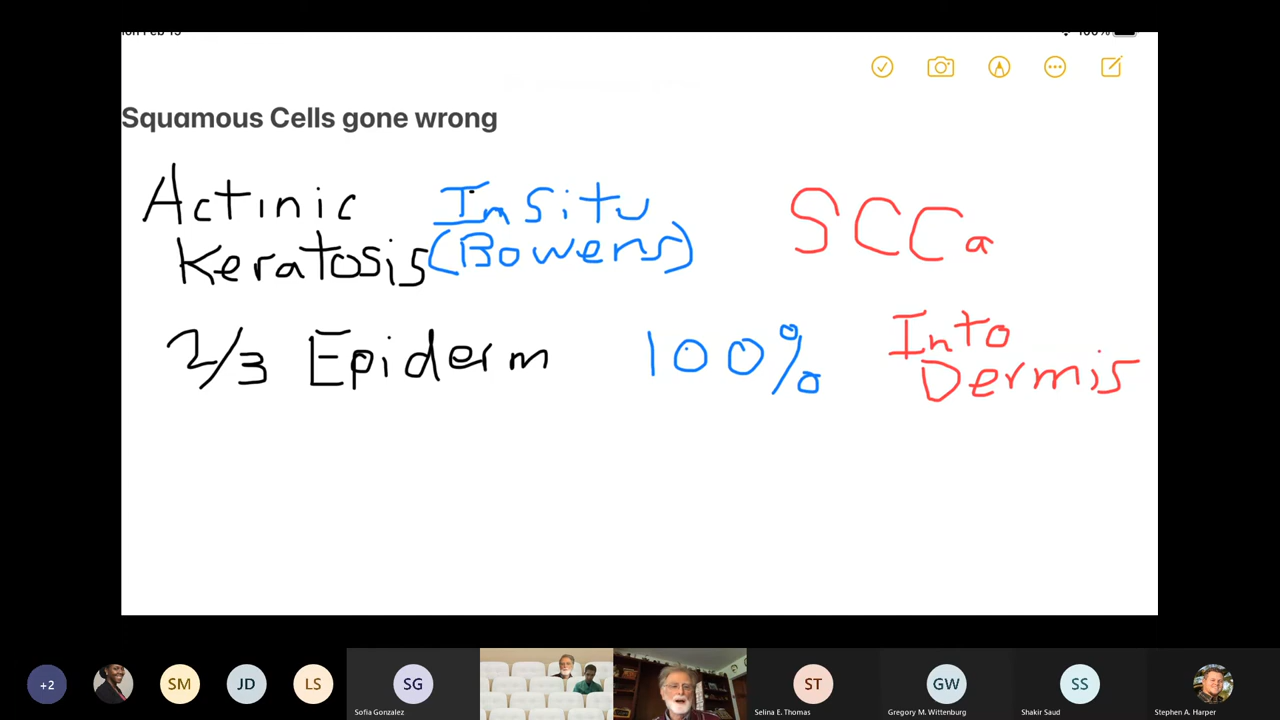 100%
Squamous Cells gone wrong
Actinic Keratosis
In Situ (Bowens)
SCCa
2/3 Epiderm
100%
Into Dermis
+2
SM
JD
LS
SG
ST
GW
SS
Sofia Gonzalez
Selina E. Thomas
Gregory M. Wittenburg
Shakir Saud
Stephen A. Harper